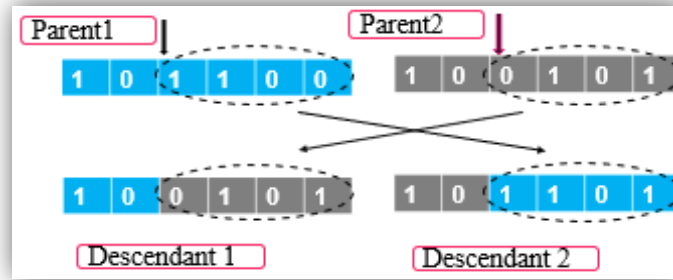 Parent1
Parent2
1 0 1 1 0 0
1 0 0 1 0 1
1 0 0 1 0 1
1 0 1 1 0 1
Descendant 1
Descendant 2